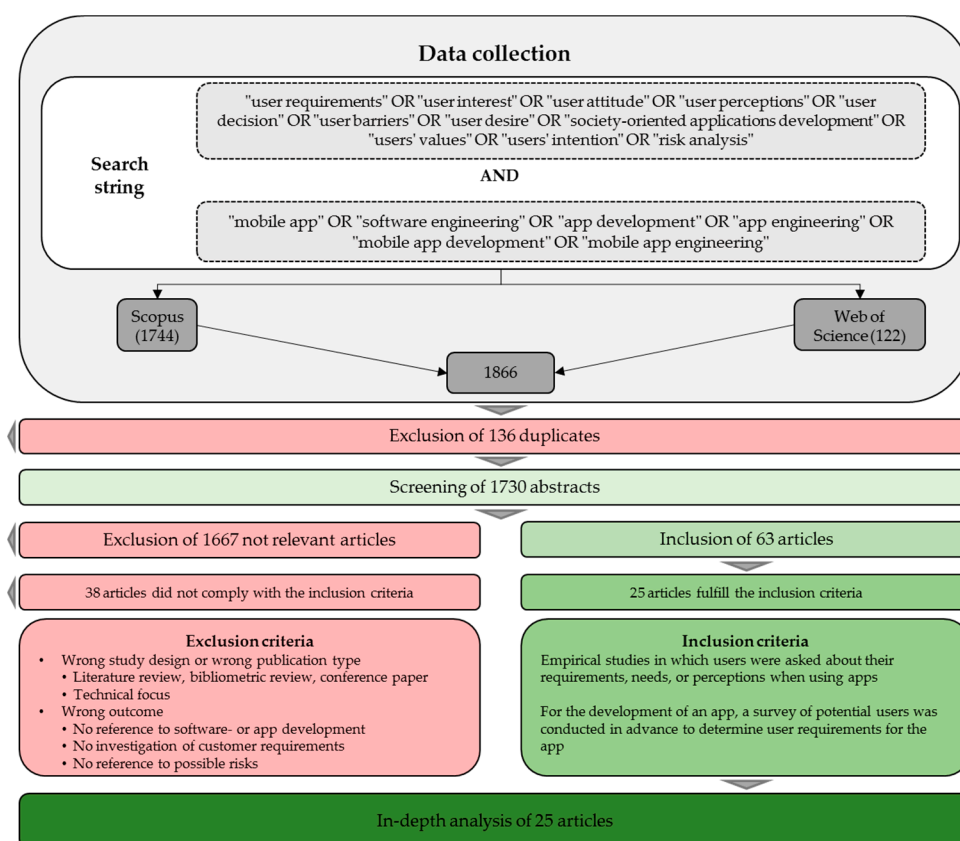 Data collection
Search
string
"user requirements" OR "user interest" OR "user attitude" OR "user perceptions" OR "user
decision" OR "user barriers" OR "user desire" OR "society-oriented applications development" OR
"users' values" OR "users' intention" OR "risk analysis"
AND
"mobile app" OR "software engineering" OR "app development" OR "app engineering" OR
"mobile app development" OR "mobile app engineering"
Scopus
(1744)
Web of
Science (122)
1866
Exclusion of 136 duplicates
Screening of 1730 abstracts
Exclusion of 1667 not relevant articles
Inclusion of 63 articles
38 articles did not comply with the inclusion criteria
25 articles fulfill the inclusion criteria
Exclusion criteria
• Wrong study design or wrong publication type
• Literature review, bibliometric review, conference paper
• Technical focus
• Wrong outcome
• No reference to software- or app development
• No investigation of customer requirements
• No reference to possible risks
Inclusion criteria
Empirical studies in which users were asked about their
requirements, needs, or perceptions when using apps
For the development of an app, a survey of potential users was
conducted in advance to determine user requirements for the
app
In-depth analysis of 25 articles